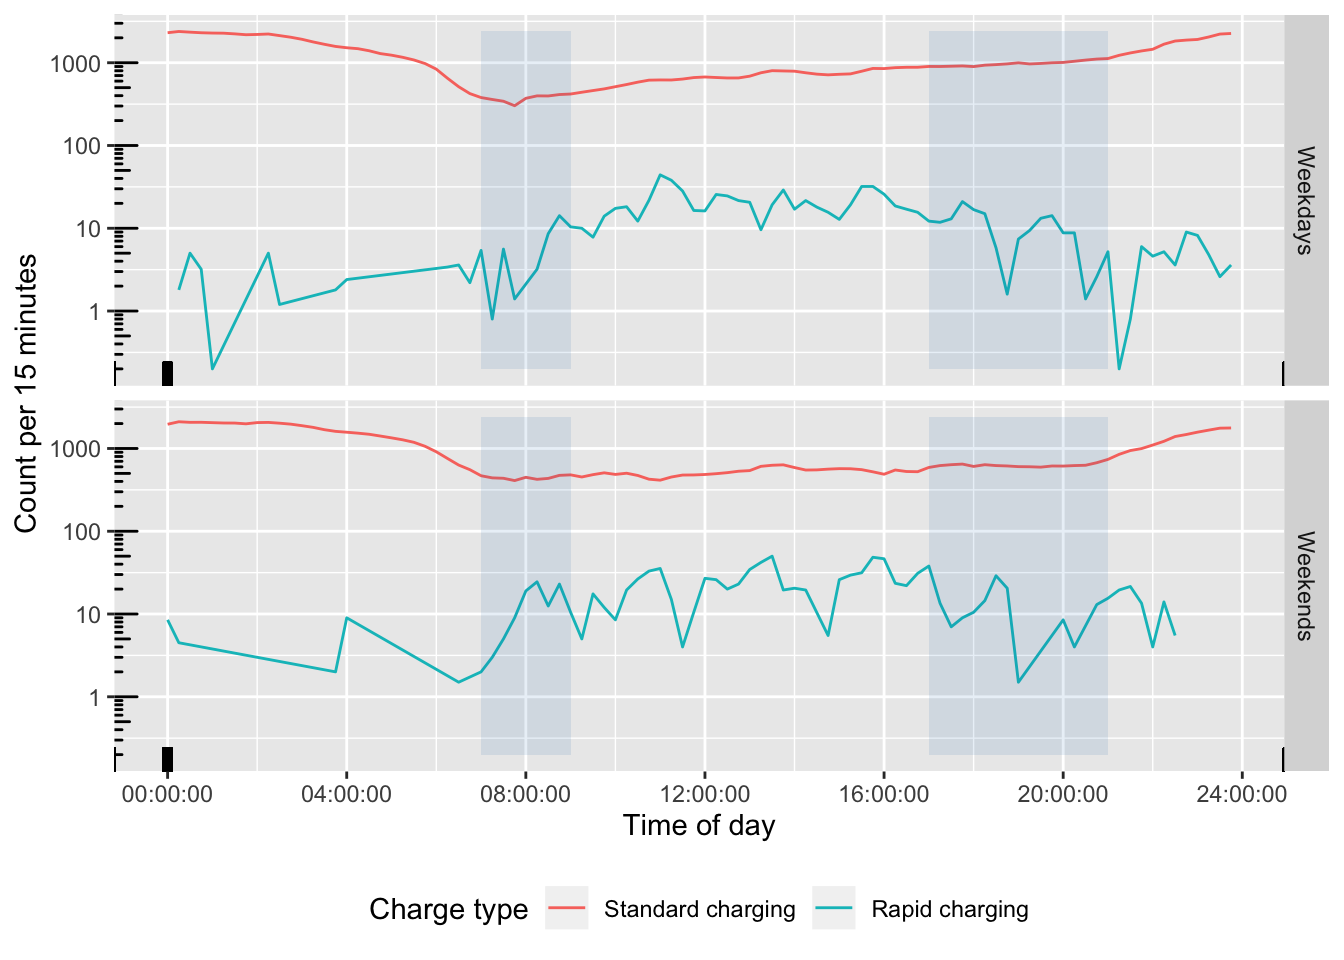 Count per 15 minutes
1000
100
10
1
Weekdays
1000
100
10
1
Weekends
00:00:00 04:00:00 08:00:00 12:00:00 16:00:00 20:00:00 24:00:00
Time of day
Charge type Standard charging Rapid charging